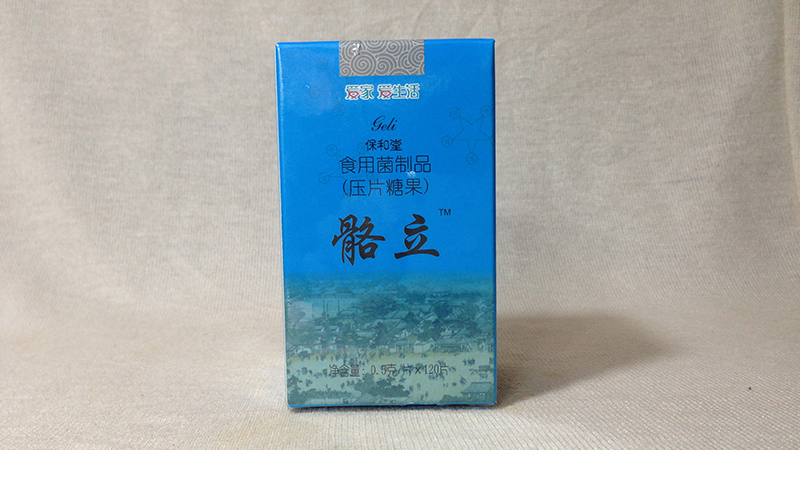 爱家 爱生活
Geli
保和堂
食用菌制品
(压片糖果)
骼立™
净含量：0.5克/片×120片